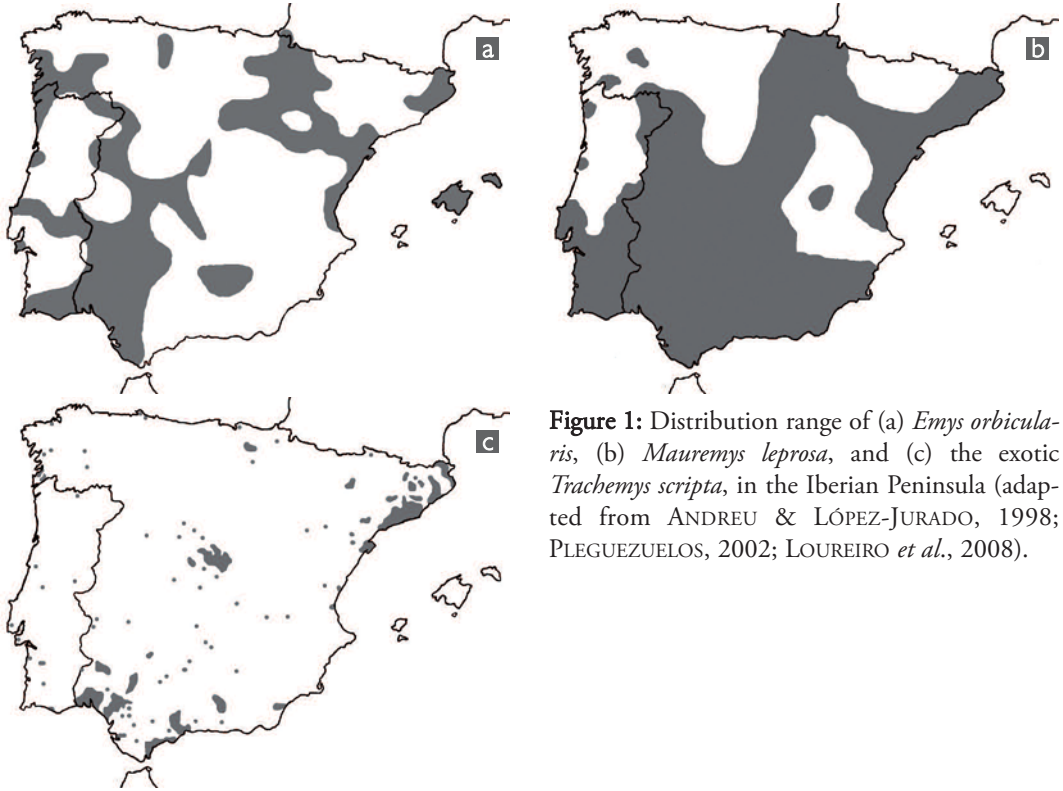 a
b
c
Figure 1: Distribution range of (a) Emys orbicula-
ris, (b) Mauremys leprosa, and (c) the exotic
Trachemys scripta, in the Iberian Peninsula (adap-
ted from ANDREU & LÓPEZ-JURADO, 1998;
PLEGUEZUELOS, 2002; LOUREIRO et al., 2008).